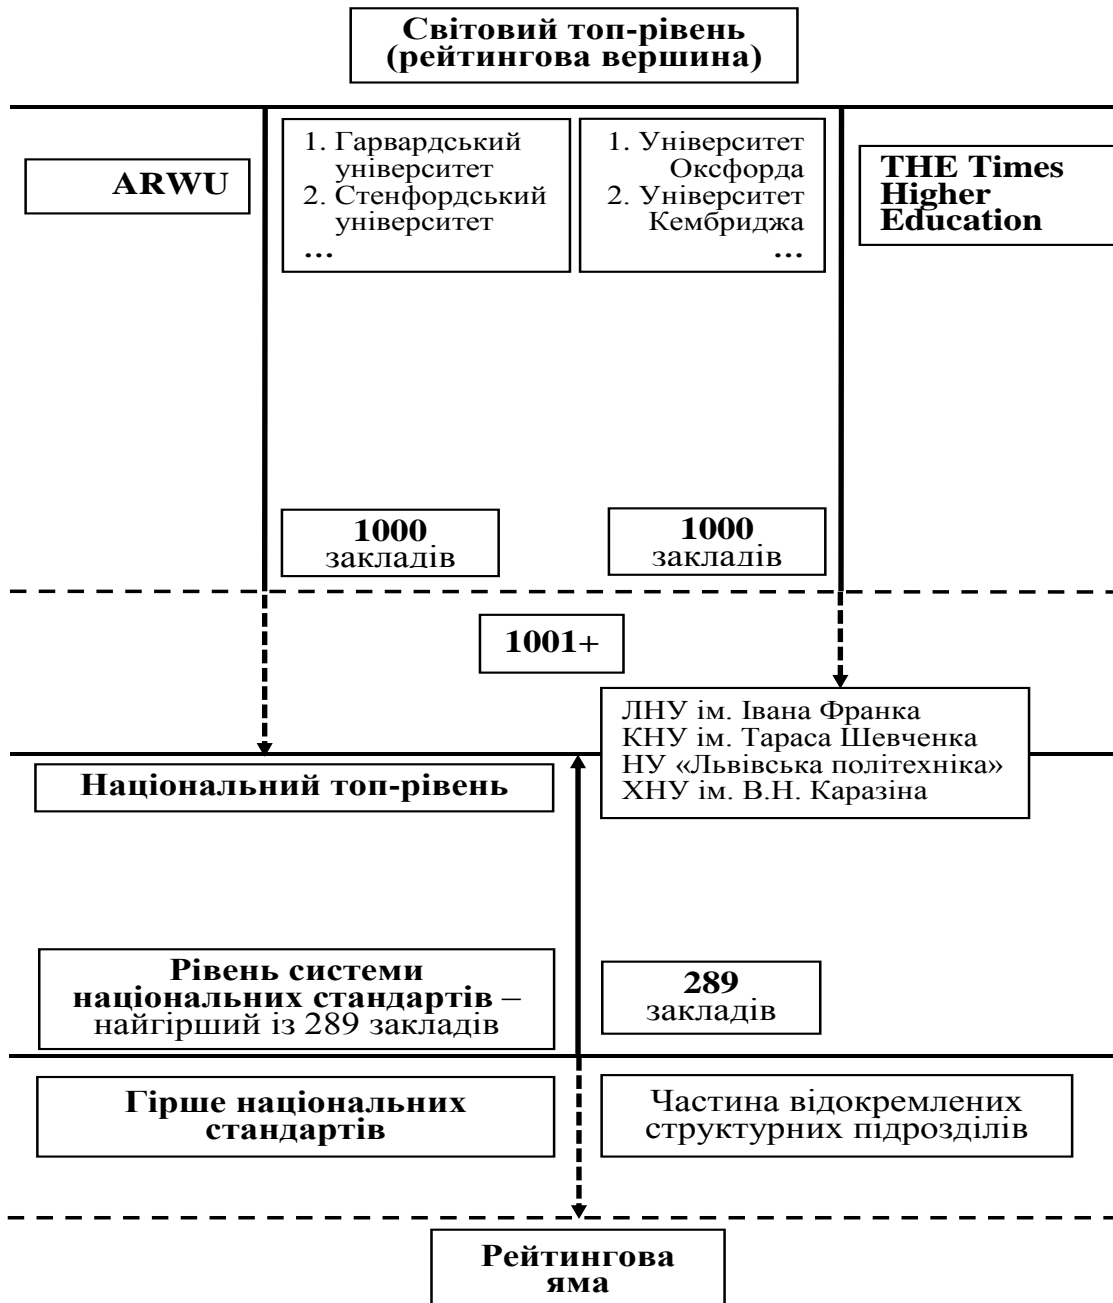 Світовий топ-рівень
(рейтингова вершина)
ARWU
1. Гарвардський
університет
2. Стенфордський
університет
...
1. Університет
Оксфорда
2. Університет
Кембриджа
...
THE Times
Higher
Education
1000
закладів
1000
закладів
1001+
ЛНУ ім. Івана Франка
КНУ ім. Тараса Шевченка
НУ «Львівська політехніка»
ХНУ ім. В.Н. Каразіна
Національний топ-рівень
Рівень системи
національних стандартів –
найгірший із 289 закладів
289
закладів
Гірше національних
стандартів
Частина відокремлених
структурних підрозділів
Рейтингова
яма